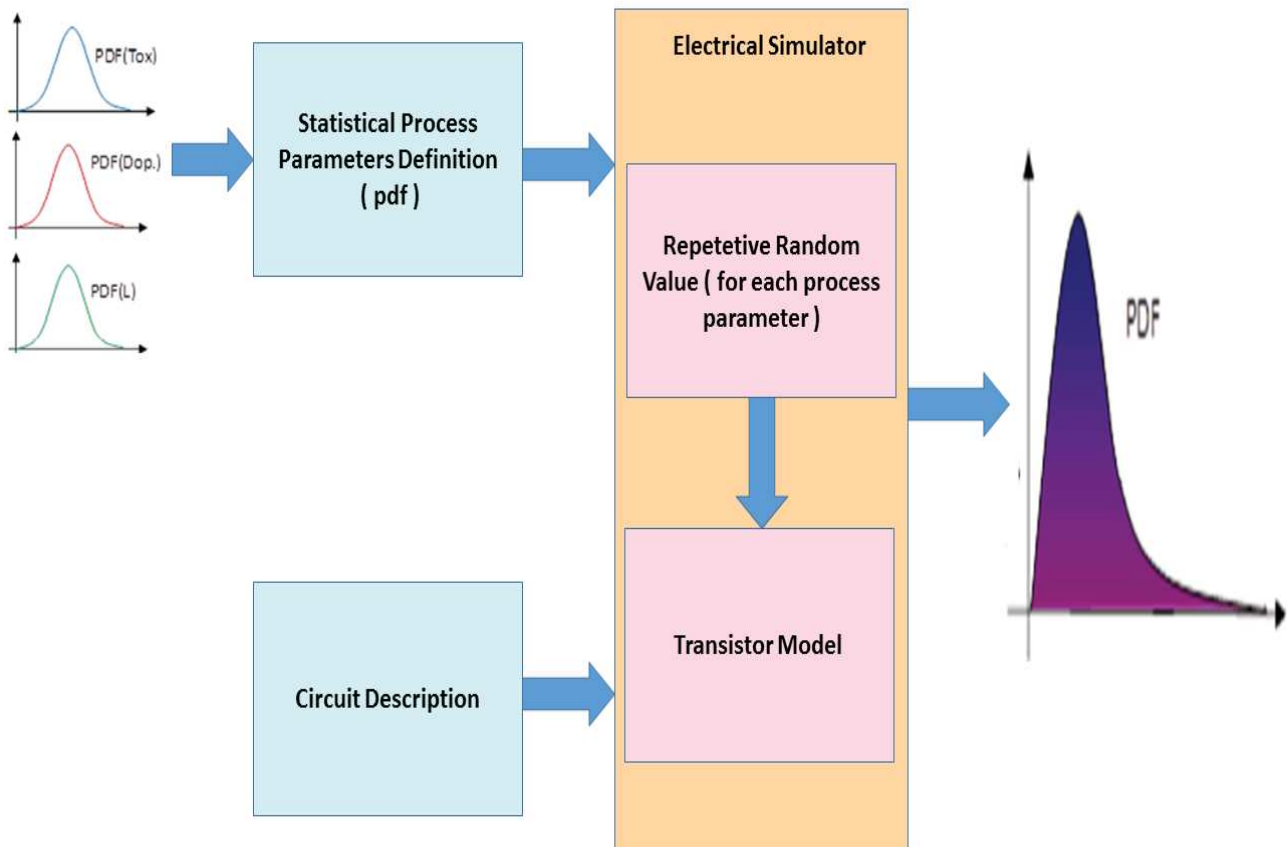 PDF(Tox)
PDF(Dop.)
PDF(L)
Statistical Process
Parameters Definition
( pdf )
Circuit Description
Electrical Simulator
Repetetive Random
Value ( for each process
parameter )
Transistor Model
PDF